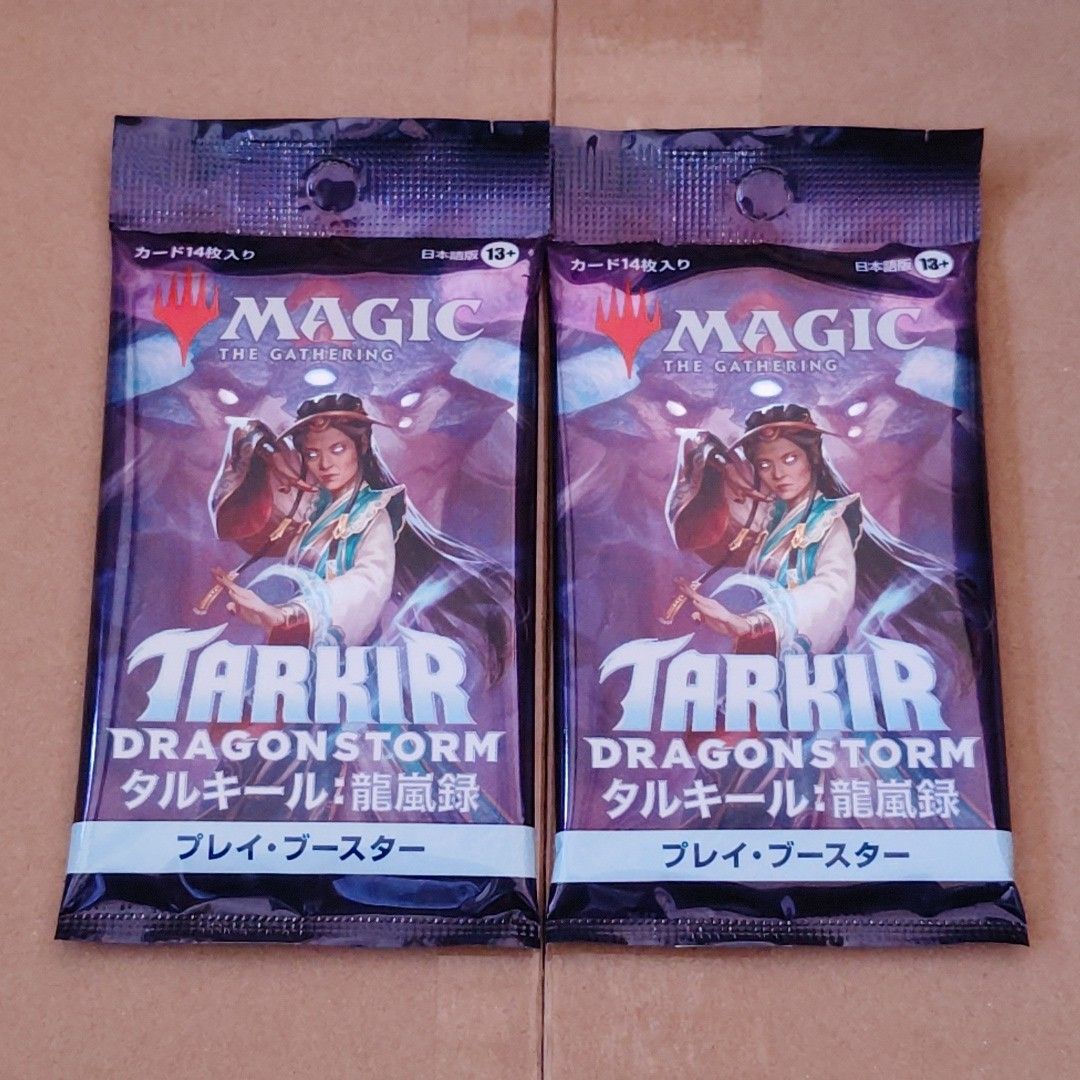 カード14枚入り
日本語版 13+
MAGIC
THE GATHERING
TARKIR
DRAGONSTORM
タルキール:龍嵐録
プレイ・ブースター
カード14枚入り
日本語版 13+
MAGIC
THE GATHERING
TARKIR
DRAGONSTORM
タルキール:龍嵐録
プレイ・ブースター